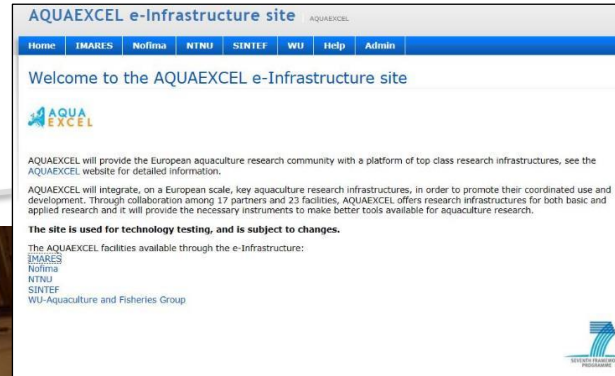 AQUAEXCEL e-Infrastructure site AQUAEXCEL
Home IMARES Nofima NTNU SINTEF WU Help Admin
Welcome to the AQUAEXCEL e-Infrastructure site
AQUA
EXCEL
AQUAEXCEL will provide the European aquaculture research community with a platform of top class research infrastructures, see the
AQUAEXCEL website for detailed information.
AQUAEXCEL will integrate, on a European scale, key aquaculture research infrastructures, in order to promote their coordinated use and
development. Through collaboration among 17 partners and 23 facilities, AQUAEXCEL offers research infrastructures for both basic and
applied research and it will provide the necessary instruments to make better tools available for aquaculture research.
The site is used for technology testing, and is subject to changes.
The AQUAEXCEL facilities available through the e-Infrastructure:
IMARES
Nofima
NTNU
SINTEF
WU-Aquaculture and Fisheries Group
SEVENTH FRAMEWORK
PROGRAMME